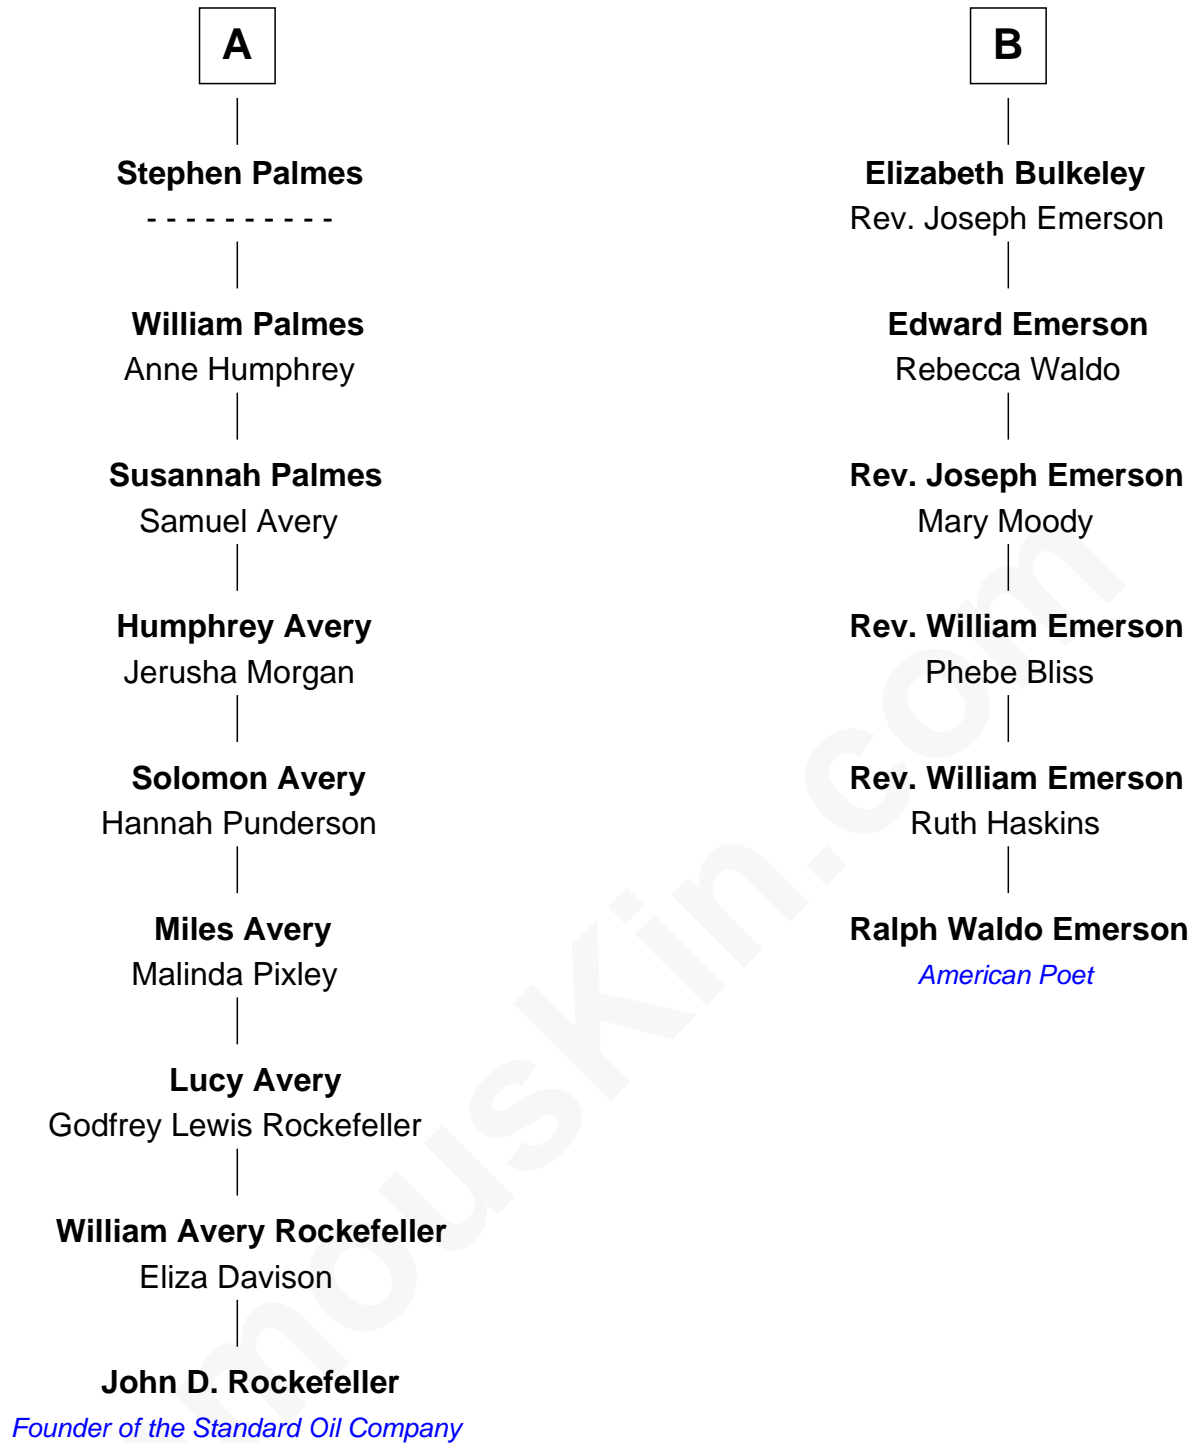 A
Stephen Palmes
- - - - - - - - - -
William Palmes
Anne Humphrey
Susannah Palmes
Samuel Avery
Humphrey Avery
Jerusha Morgan
Solomon Avery
Hannah Punderson
Miles Avery
Malinda Pixley
Lucy Avery
Godfrey Lewis Rockefeller
William Avery Rockefeller
Eliza Davison
John D. Rockefeller
Founder of the Standard Oil Company
B
Elizabeth Bulkeley
Rev. Joseph Emerson
Edward Emerson
Rebecca Waldo
Rev. Joseph Emerson
Mary Moody
Rev. William Emerson
Phebe Bliss
Rev. William Emerson
Ruth Haskins
Ralph Waldo Emerson
American Poet
mouskin.com